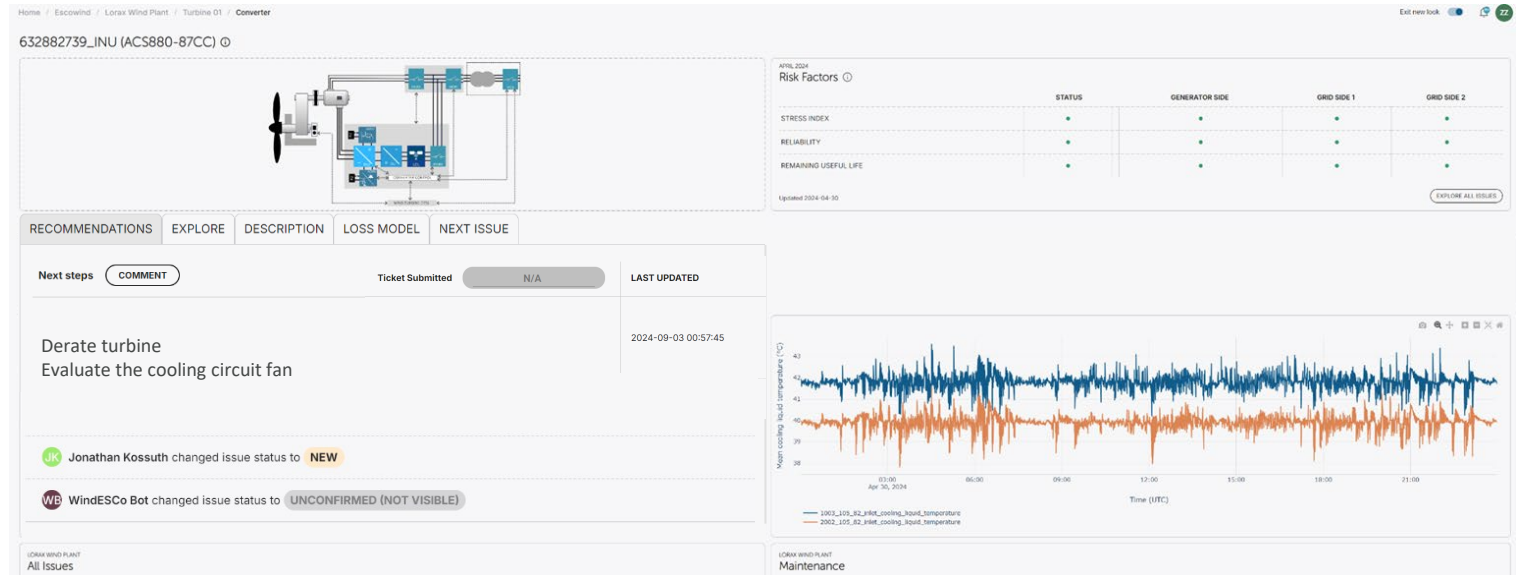 Home / Escowind / Lorax Wind Plant / Turbine 01 / Converter
Exit new look
ZZ
632882739_INU (ACS880-87CC)
APRIL 2024
Risk Factors
STATUS GENERATOR SIDE GRID SIDE 1 GRID SIDE 2
STRESS INDEX
RELIABILITY
REMAINING USEFUL LIFE
Updated 2024-04-30
EXPLORE ALL ISSUES
RECOMMENDATIONS EXPLORE DESCRIPTION LOSS MODEL NEXT ISSUE
Next steps COMMENT Ticket Submitted N/A LAST UPDATED
2024-09-03 00:57:45
Derate turbine
Evaluate the cooling circuit fan
JK Jonathan Kossuth changed issue status to NEW
WB WindESCo Bot changed issue status to UNCONFIRMED (NOT VISIBLE)
Mean cooling liquid temperature (°C)
43
42
41
40
39
38
03:00 06:00 09:00 12:00 15:00 18:00 21:00
Apr 30, 2024
Time (UTC)
1003_105_82_inlet_cooling_liquid_temperature
2002_105_82_inlet_cooling_liquid_temperature
LORAX WIND PLANT
All Issues
LORAX WIND PLANT
Maintenance